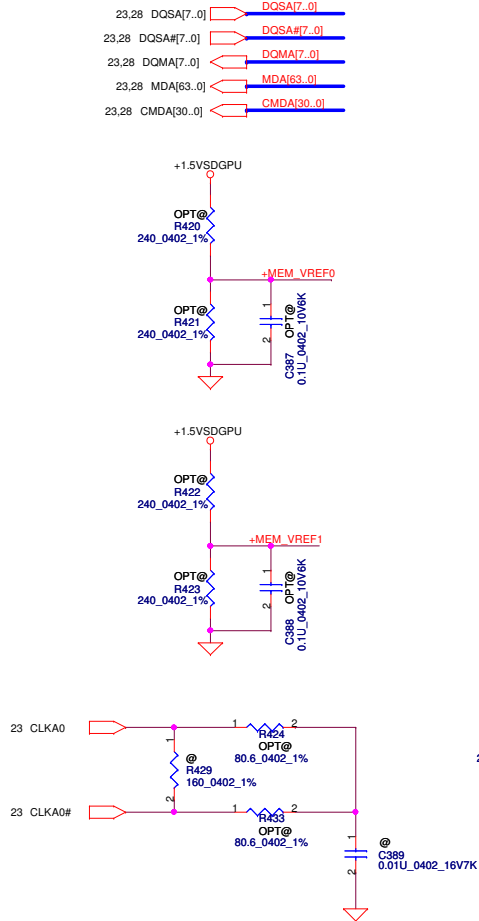 23,28 DQSA[7..0] DQSA[7..0]
23,28 DQSA#[7..0] DQSA#[7..0]
23,28 DQMA[7..0] DQMA[7..0]
23,28 MDA[63..0] MDA[63..0]
23,28 CMDA[30..0] CMDA[30..0]
+1.5VSDGPU
OPT@
R420
240_0402_1%
+MEM_VREF0
OPT@
R421
240_0402_1%
1
2
C387 OPT@
0.1U_0402_10V6K
+1.5VSDGPU
OPT@
R422
240_0402_1%
+MEM_VREF1
OPT@
R423
240_0402_1%
1
2
C388 OPT@
0.1U_0402_10V6K
23 CLKA0
1 2
R424
OPT@
80.6_0402_1%
1
@
R429
160_0402_1%
2
23 CLKA0#
1 2
R433
OPT@
80.6_0402_1%
1
@
C389
0.01U_0402_16V7K
2
2